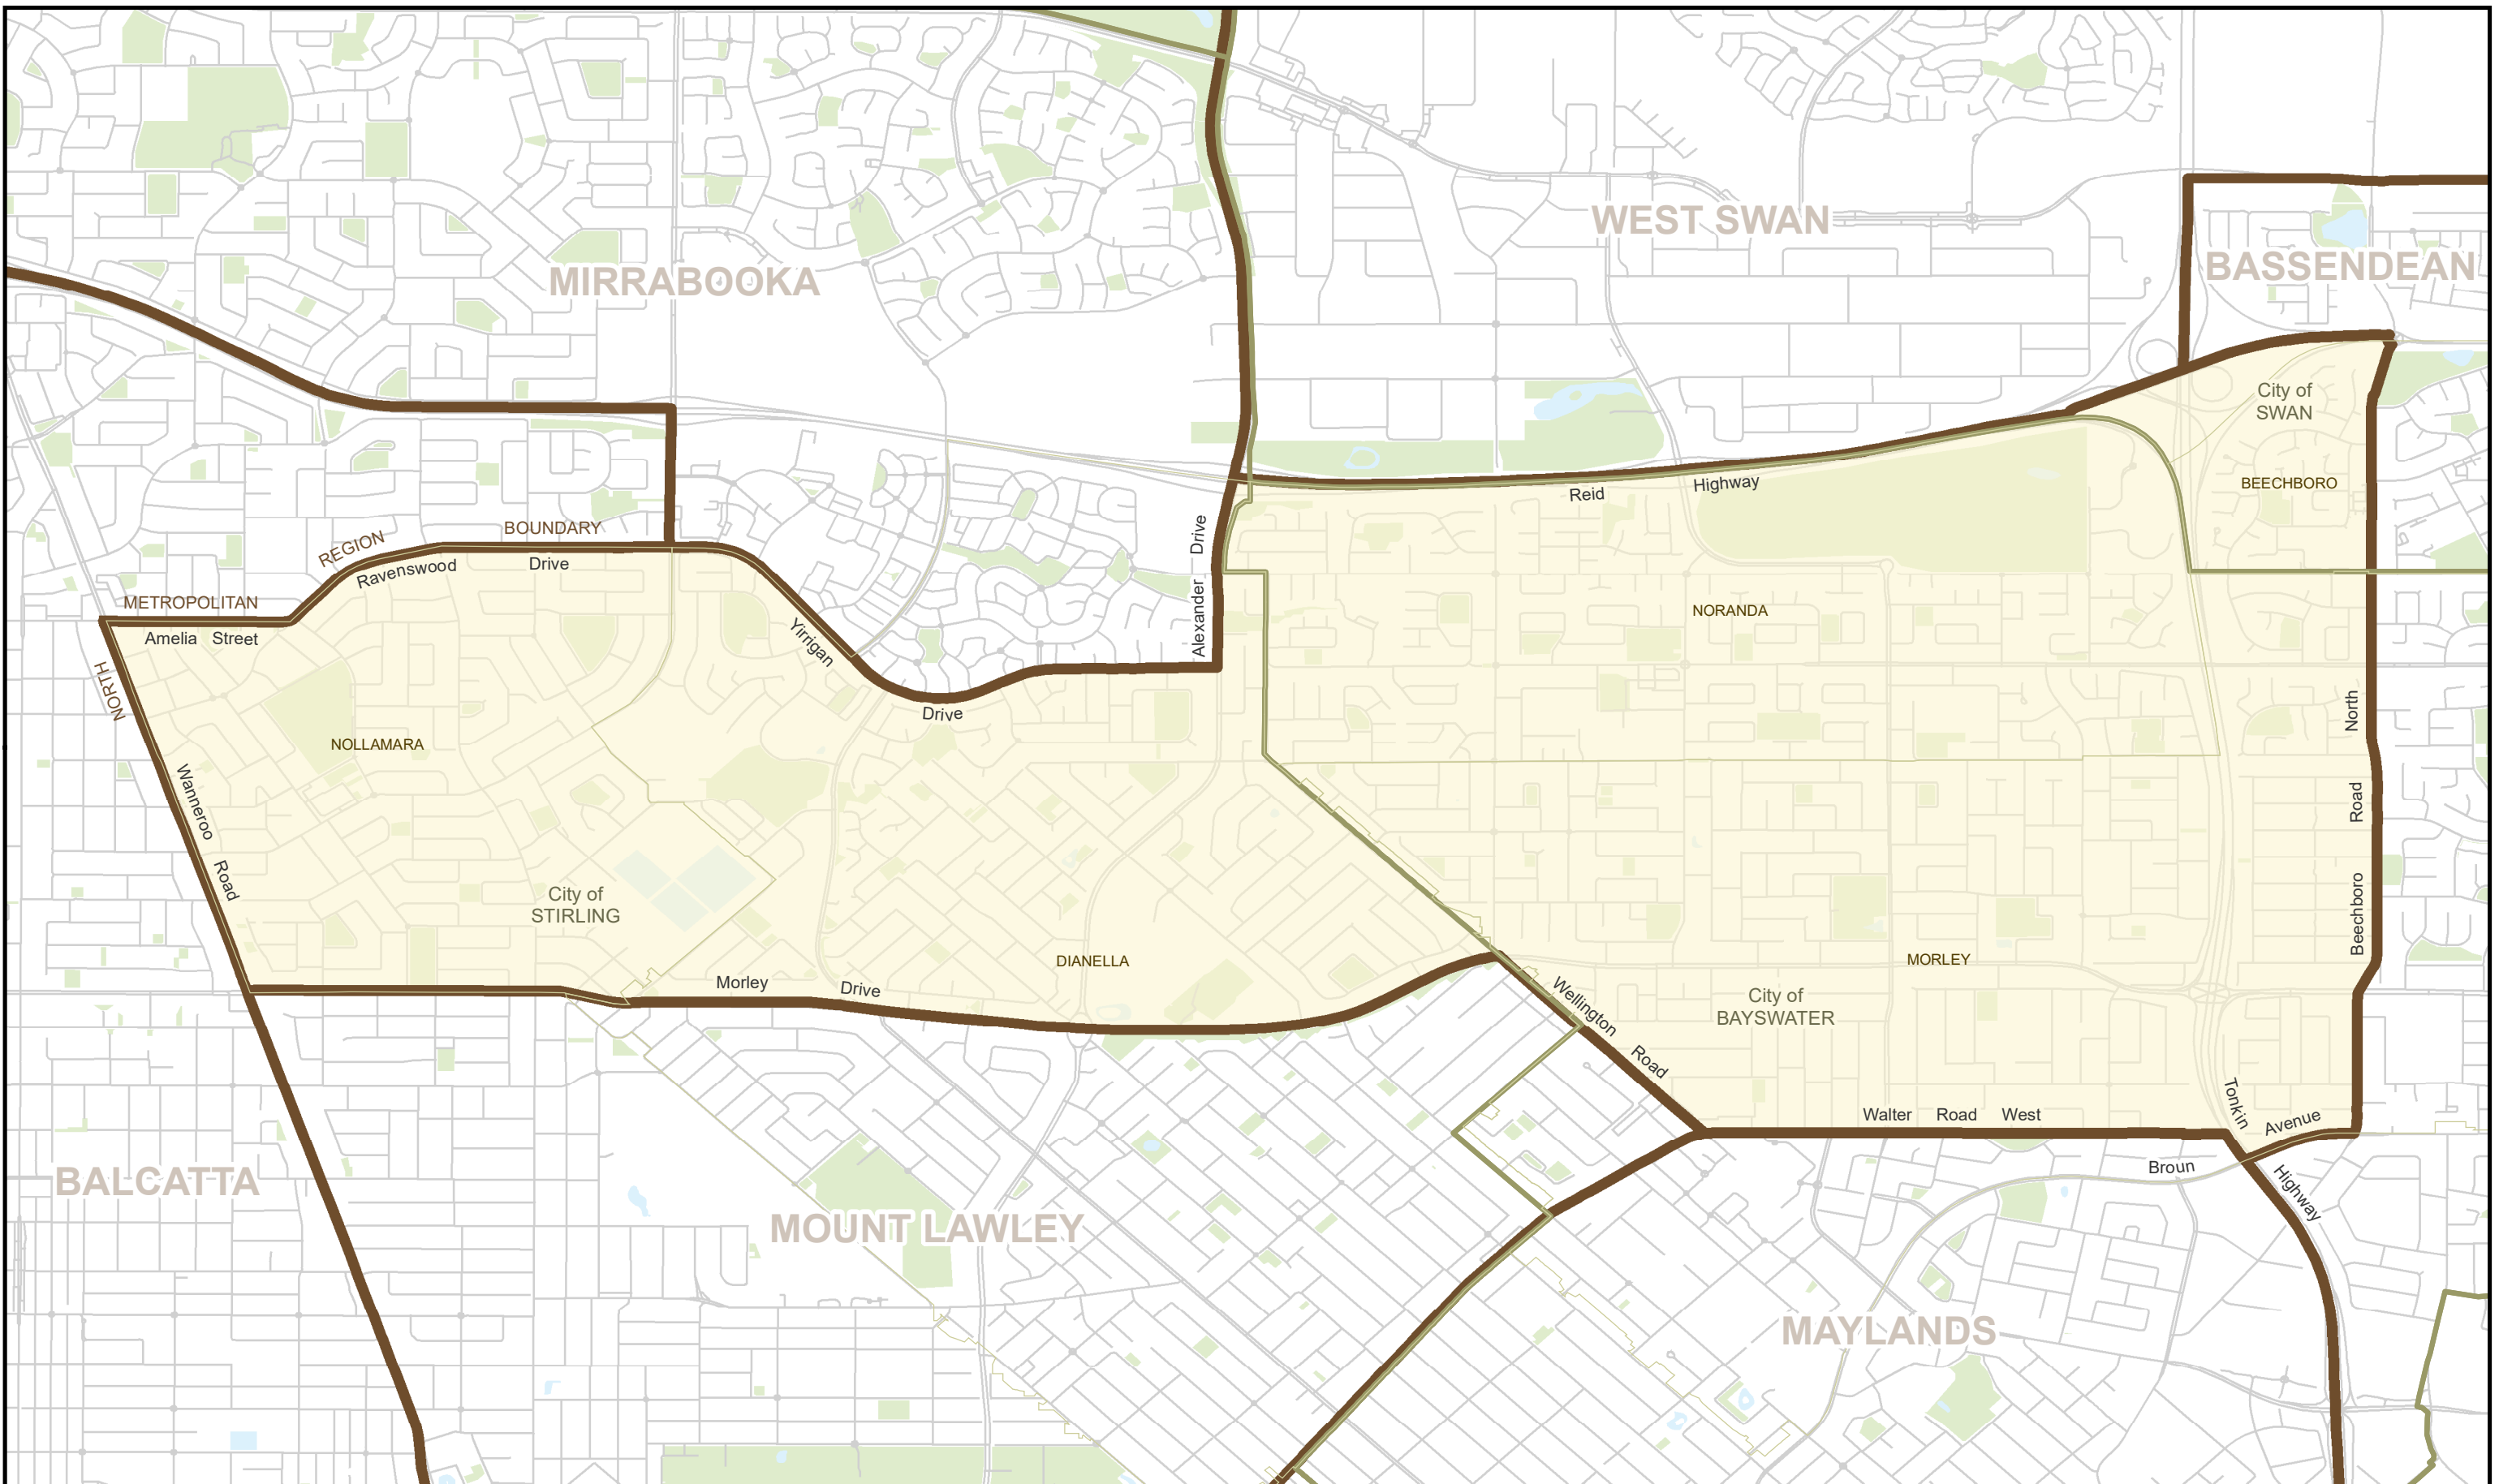 WEST SWAN
BASSENDEAN
MIRRABOOKA
City of
SWAN
BEECHBORO
Reid
Highway
BOUNDARY
REGION
Drive
Ravenswood
METROPOLITAN
Amelia Street
NORTH
Yirrigan
Drive
Alexander
Drive
NORANDA
NOLLAMARA
Wanneroo
Road
North
Road
Beechboro
City of
STIRLING
DIANELLA
MORLEY
Morley
Drive
Wellington
Road
City of
BAYSWATER
Walter Road West
Tonkin
Highway
Broun
Avenue
BALCATTA
MOUNT LAWLEY
MAYLANDS